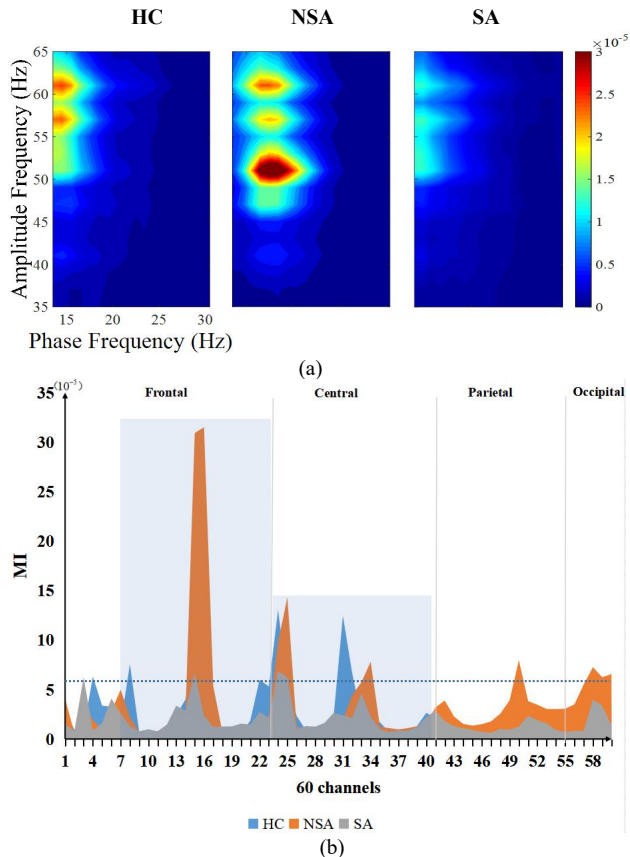 HC NSA SA
×10⁻⁵
65
60
55
50
45
40
35
Amplitude Frequency (Hz)
3
2.5
2
1.5
1
0.5
0
15 20 25 30
Phase Frequency (Hz)
(a)
(10⁻⁵)
Frontal Central Parietal Occipital
35
30
25
20
15
10
5
0
MI
1 4 7 10 13 16 19 22 25 28 31 34 37 40 43 46 49 52 55 58
60 channels
HC NSA SA
(b)